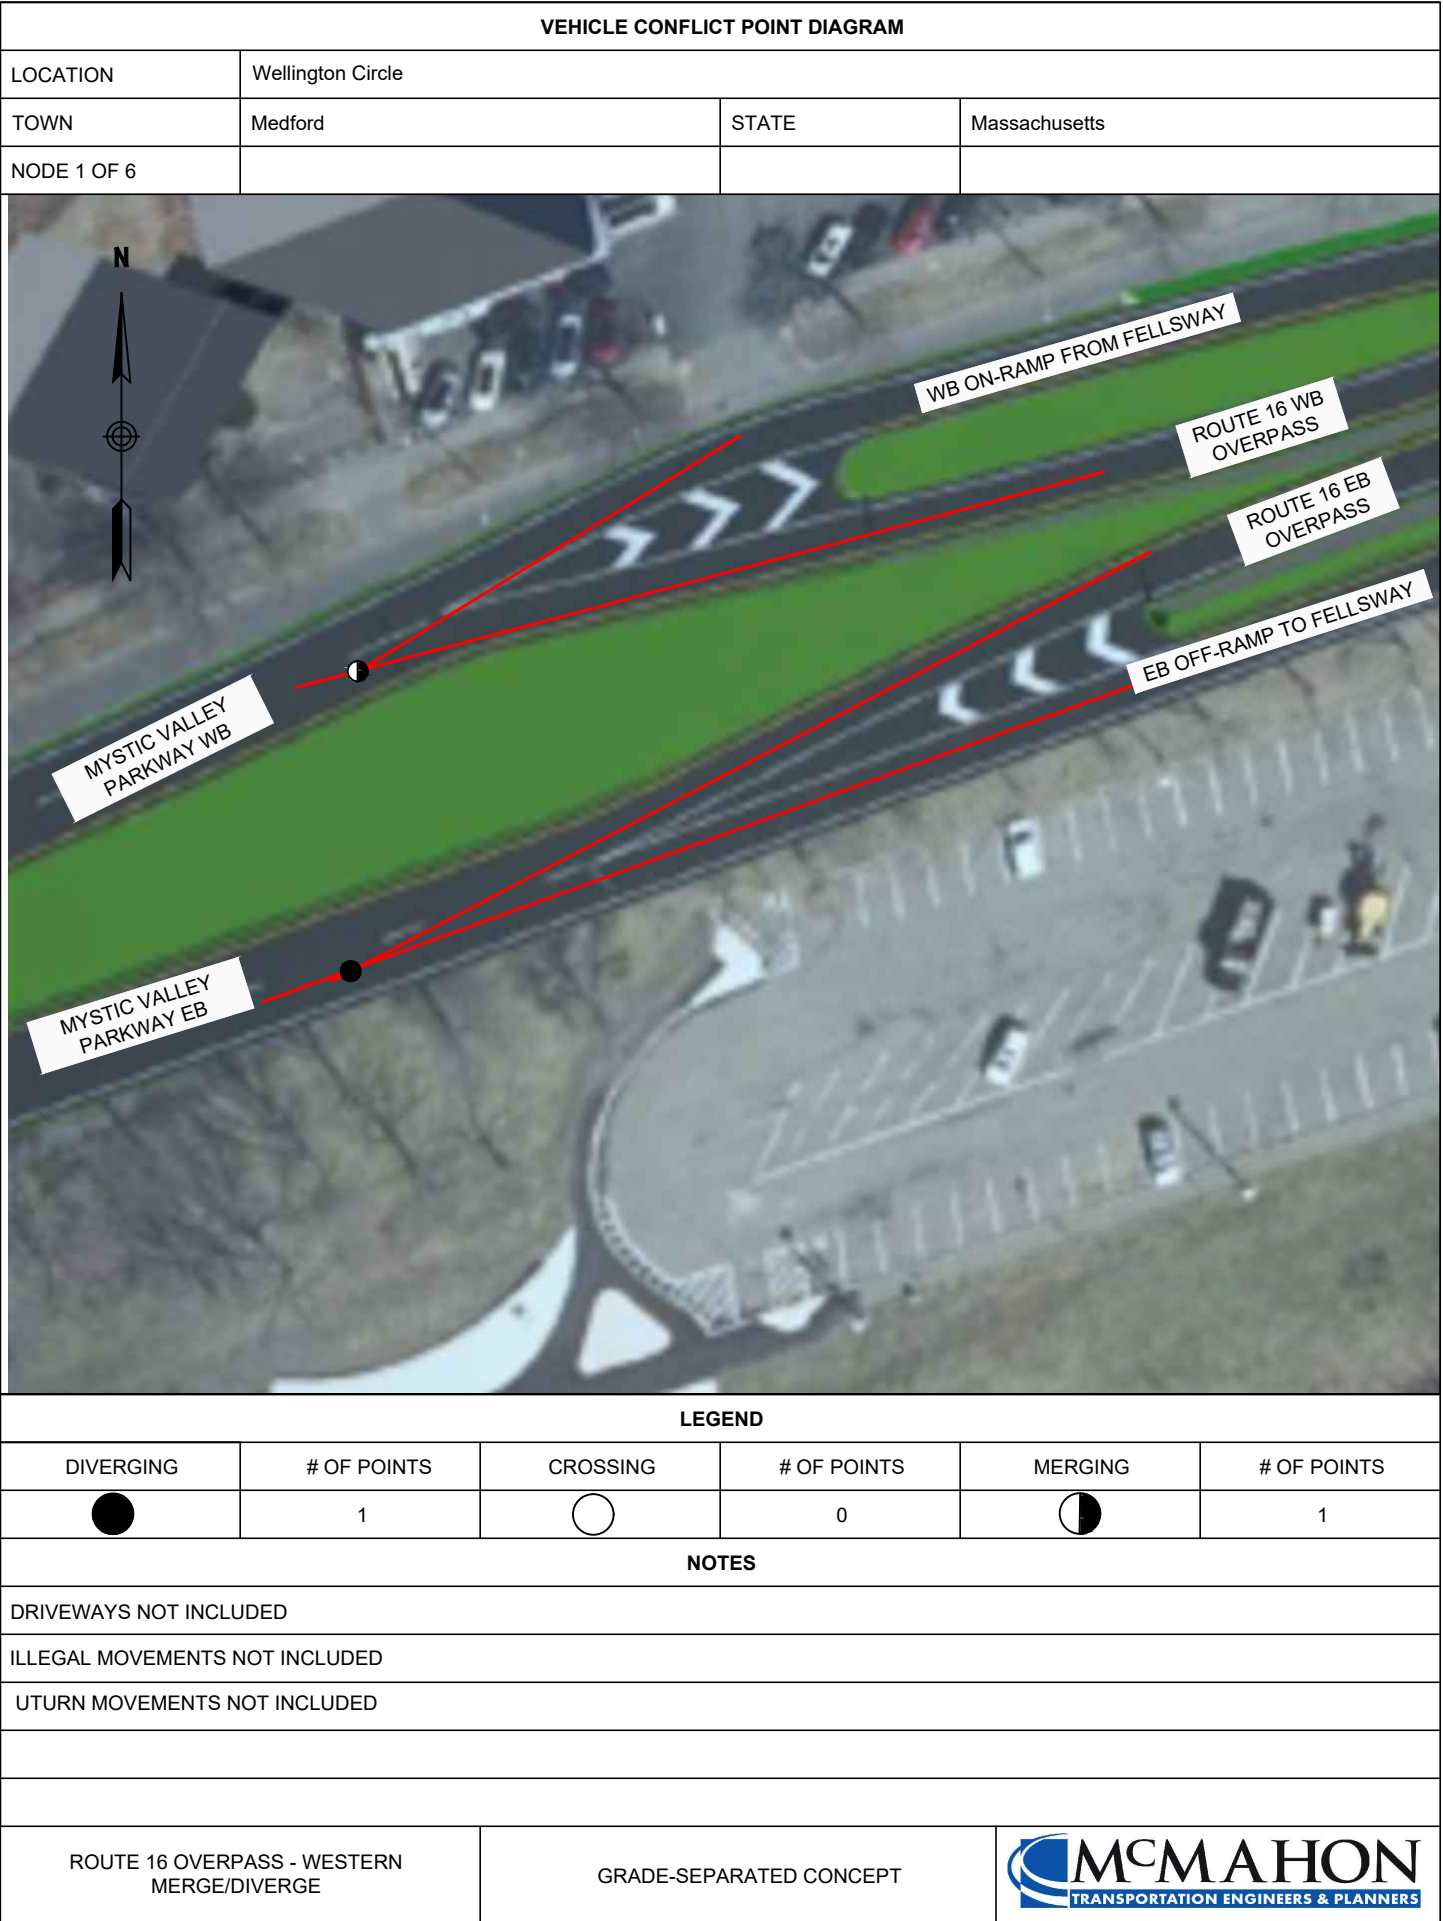 VEHICLE CONFLICT POINT DIAGRAM
LOCATION
Wellington Circle
TOWN
Medford
STATE
Massachusetts
NODE 1 OF 6
N
WB ON-RAMP FROM FELLSWAY
ROUTE 16 WB
OVERPASS
ROUTE 16 EB
OVERPASS
EB OFF-RAMP TO FELLSWAY
MYSTIC VALLEY
PARKWAY WB
MYSTIC VALLEY
PARKWAY EB
LEGEND
DIVERGING
# OF POINTS
CROSSING
# OF POINTS
MERGING
# OF POINTS
1
0
1
NOTES
DRIVEWAYS NOT INCLUDED
ILLEGAL MOVEMENTS NOT INCLUDED
UTURN MOVEMENTS NOT INCLUDED
ROUTE 16 OVERPASS - WESTERN
MERGE/DIVERGE
GRADE-SEPARATED CONCEPT
MCMAHON
TRANSPORTATION ENGINEERS & PLANNERS